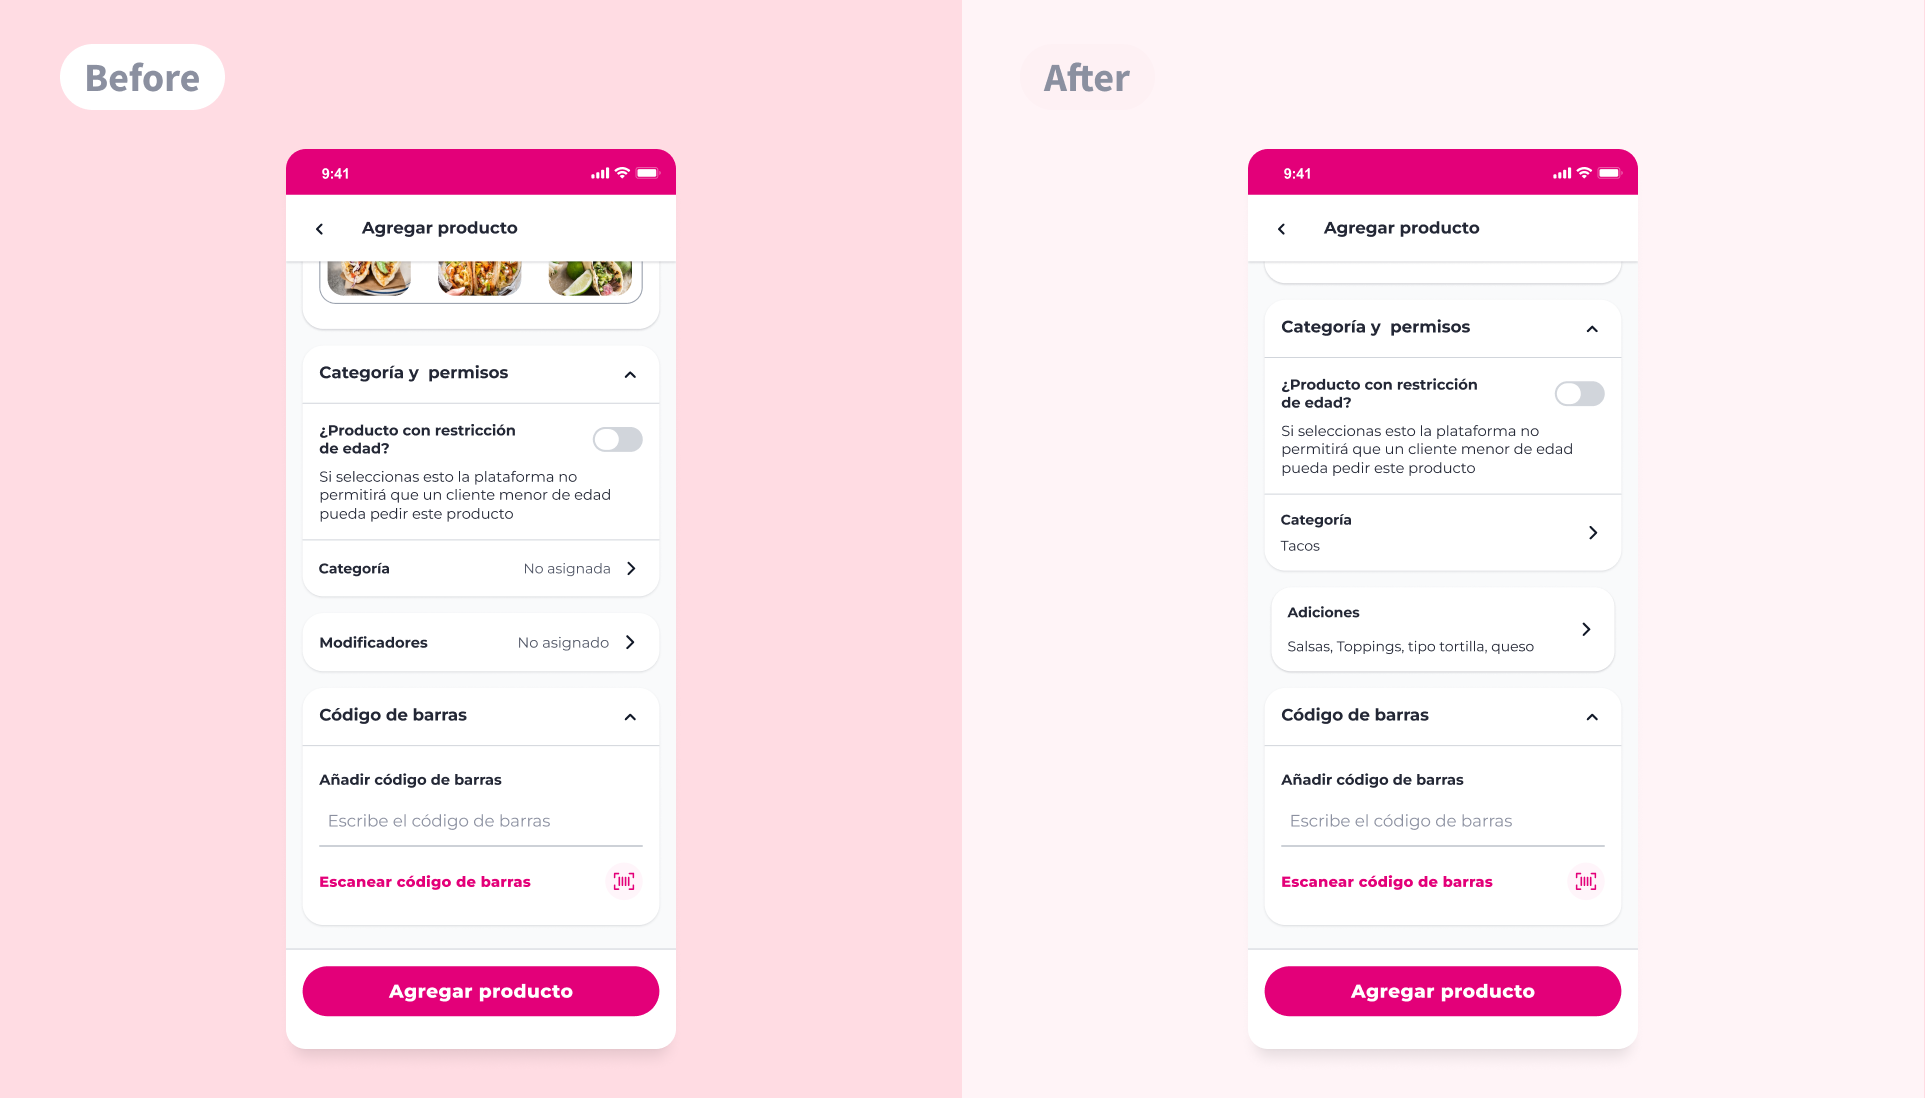 Before
9:41
Agregar producto
Categoría y  permisos
¿Producto con restricción
de edad?
Si seleccionas esto la plataforma no
permitirá que un cliente menor de edad
pueda pedir este producto
Categoría No asignada
Modificadores No asignado
Código de barras
Añadir código de barras
Escribe el código de barras
Escanear código de barras
Agregar producto
After
9:41
Agregar producto
Categoría y  permisos
¿Producto con restricción
de edad?
Si seleccionas esto la plataforma no
permitirá que un cliente menor de edad
pueda pedir este producto
Categoría
Tacos
Adiciones
Salsas, Toppings, tipo tortilla, queso
Código de barras
Añadir código de barras
Escribe el código de barras
Escanear código de barras
Agregar producto